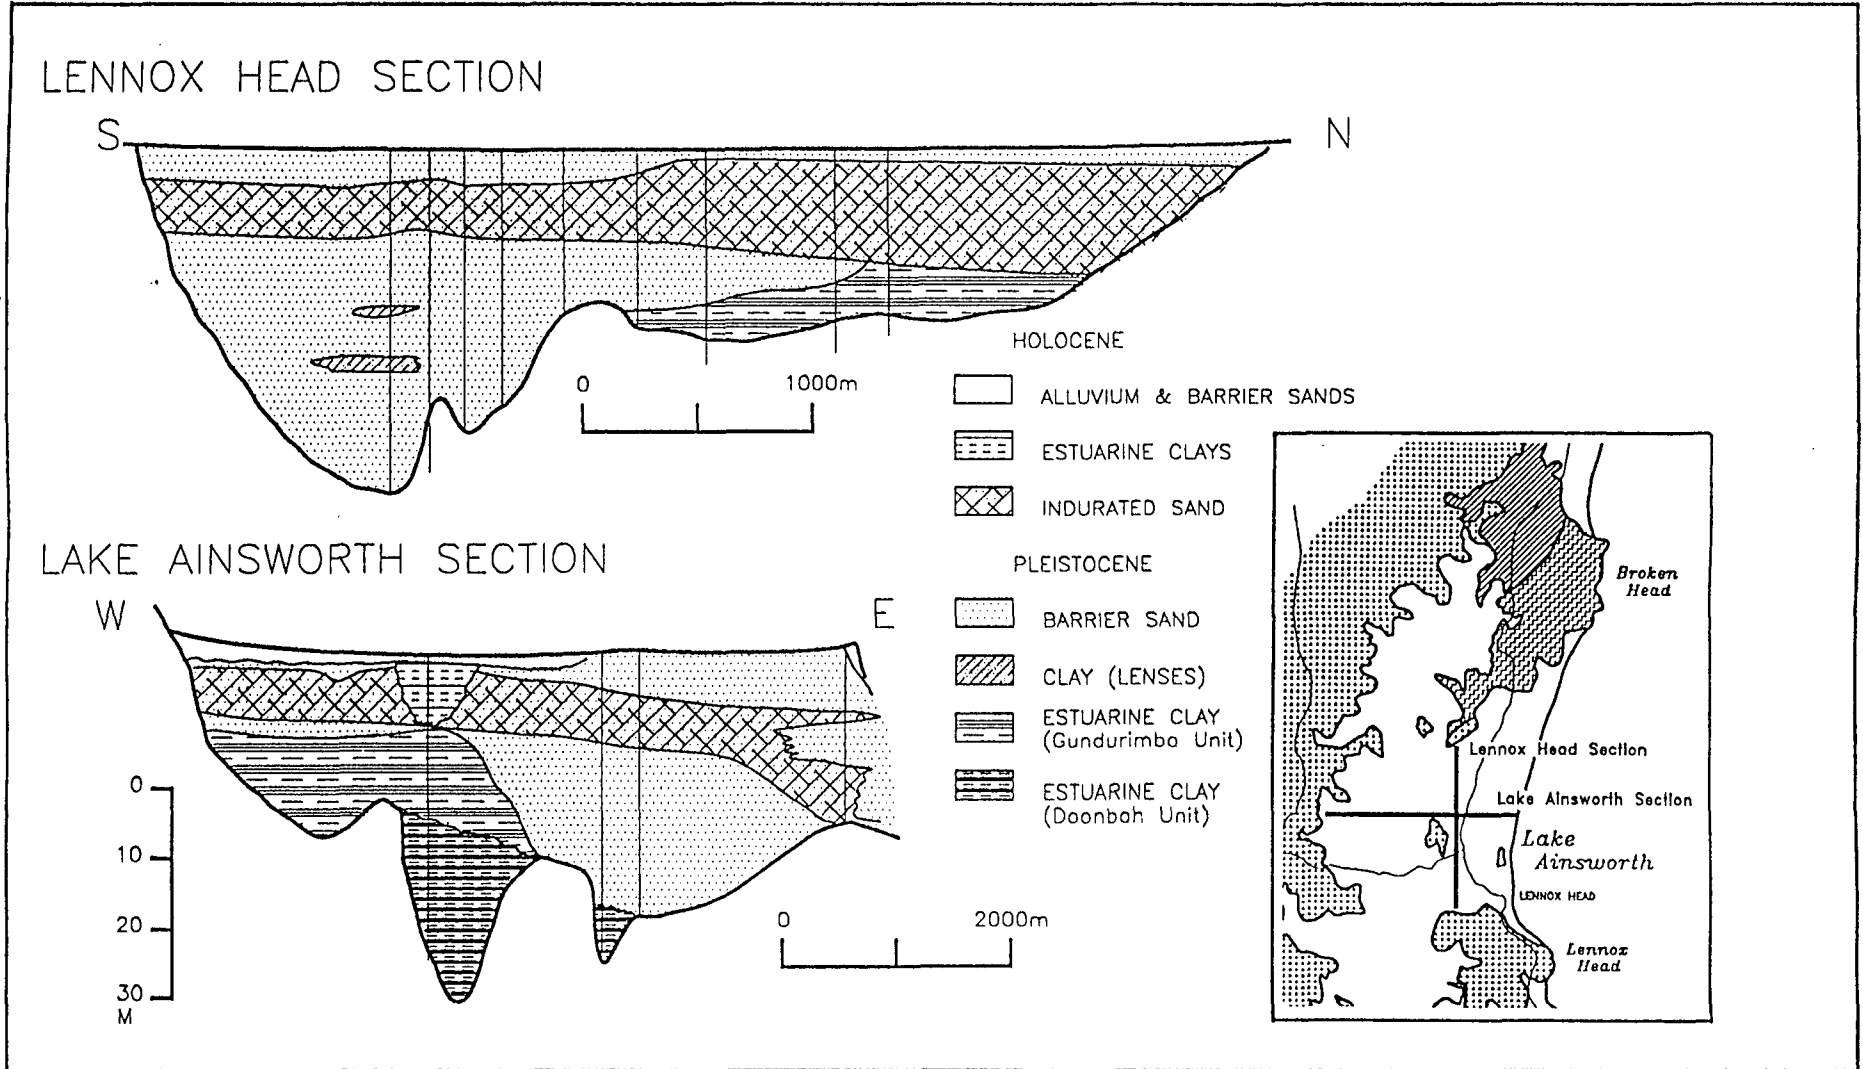 LENNOX HEAD SECTION
S
N
0 1000m
LAKE AINSWORTH SECTION
W
E
0
10
20
30
M
0 2000m
HOLOCENE
ALLUVIUM & BARRIER SANDS
ESTUARINE CLAYS
INDURATED SAND
PLEISTOCENE
BARRIER SAND
CLAY (LENSES)
ESTUARINE CLAY
(Gundurimba Unit)
ESTUARINE CLAY
(Doonbah Unit)
Broken
Head
Lennox Head Section
Lake Ainsworth Section
Lake
Ainsworth
LENNOX HEAD
Lennox
Head